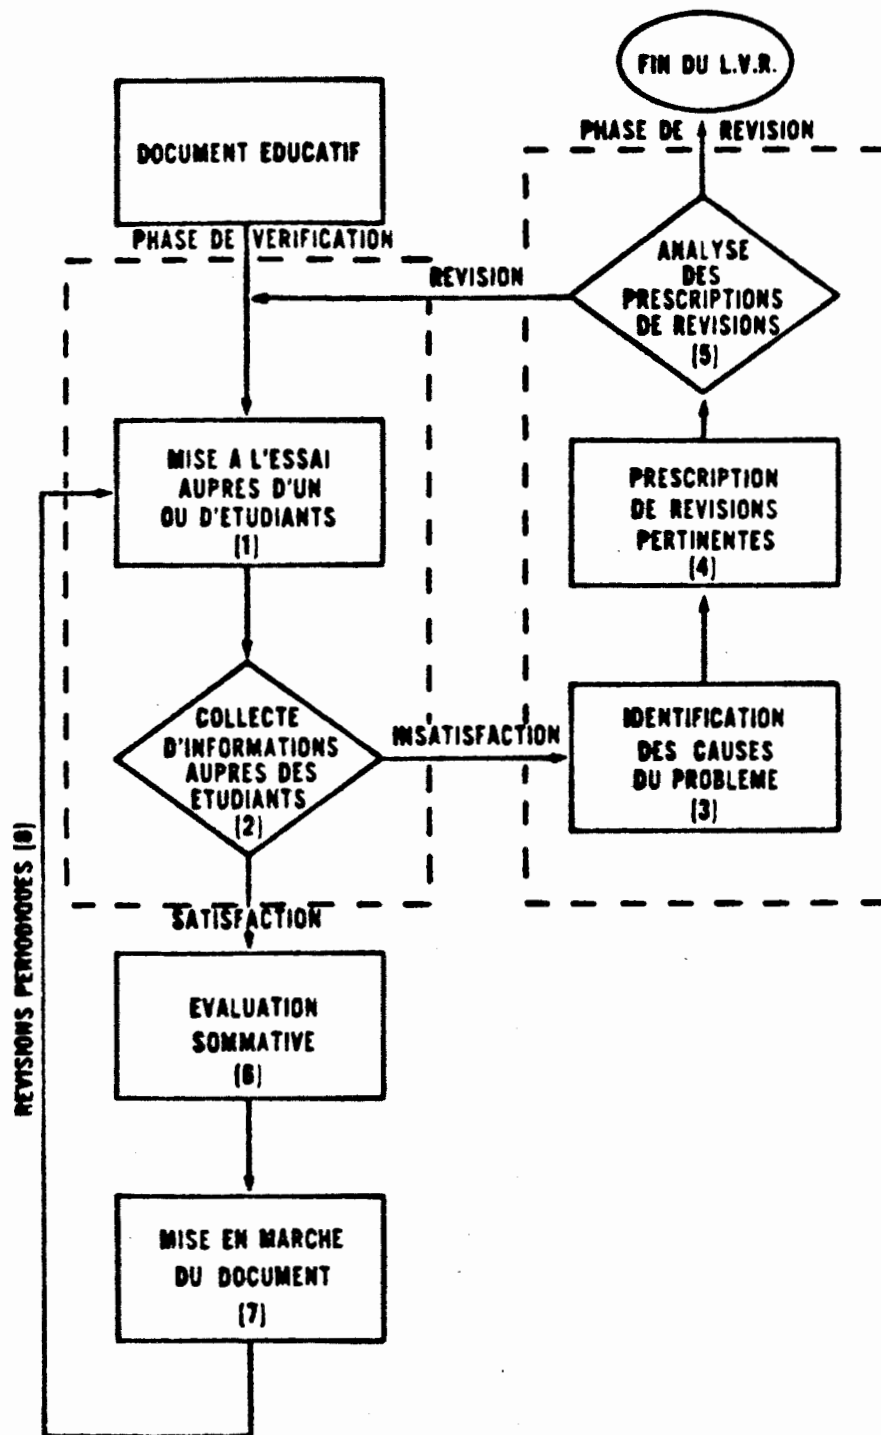 FIN DU L.V.R.
PHASE DE REVISION
DOCUMENT EDUCATIF
PHASE DE VERIFICATION
REVISION
ANALYSE
DES
PRESCRIPTIONS
DE REVISIONS
(5)
MISE A L'ESSAI
AUPRES D'UN
OU D'ETUDIANTS
(1)
PRESCRIPTION
DE REVISIONS
PERTINENTES
(4)
COLLECTE
D'INFORMATIONS
AUPRES DES
ETUDIANTS
(2)
INSATISFACTION
IDENTIFICATION
DES CAUSES
DU PROBLEME
(3)
SATISFACTION
EVALUATION
SOMMATIVE
(6)
REVISIONS PERIODIQUES (8)
MISE EN MARCHE
DU DOCUMENT
(7)